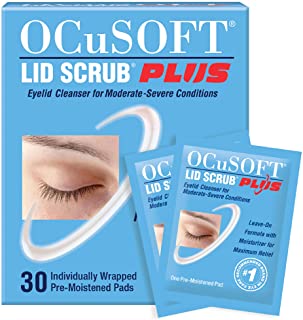 OCuSOFT®
LID SCRUB® PLUS
Eyelid Cleanser for Moderate-Severe Conditions
30 Individually Wrapped
Pre-Moistened Pads
OCuSOFT®
LID SCRUB® PLUS
Eyelid Cleanser for
Moderate-Severe Conditions
Leave-On
Formula with
Moisturizer for
Maximum Relief
One Pre-Moistened Pad
#1